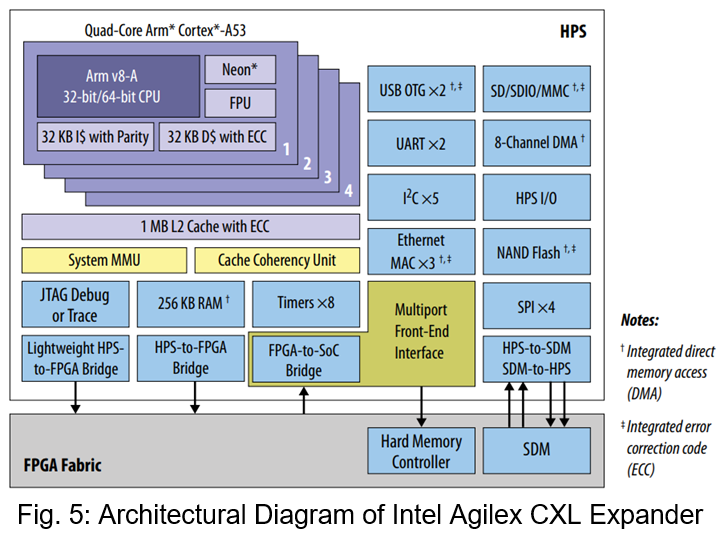 Quad-Core Arm* Cortex*-A53
HPS
Arm v8-A
32-bit/64-bit CPU
Neon*
FPU
32 KB I$ with Parity
32 KB D$ with ECC
1
2
3
4
1 MB L2 Cache with ECC
System MMU
Cache Coherency Unit
JTAG Debug
or Trace
256 KB RAM †
Timers ×8
Lightweight HPS-
to-FPGA Bridge
HPS-to-FPGA
Bridge
FPGA-to-SoC
Bridge
Multiport
Front-End
Interface
USB OTG ×2 †, ‡
SD/SDIO/MMC †, ‡
UART ×2
8-Channel DMA †
I²C ×5
HPS I/O
Ethernet
MAC ×3 †, ‡
NAND Flash †, ‡
SPI ×4
HPS-to-SDM
SDM-to-HPS
FPGA Fabric
Hard Memory
Controller
SDM
Notes:
† Integrated direct
memory access
(DMA)
‡ Integrated error
correction code
(ECC)
Fig. 5: Architectural Diagram of Intel Agilex CXL Expander